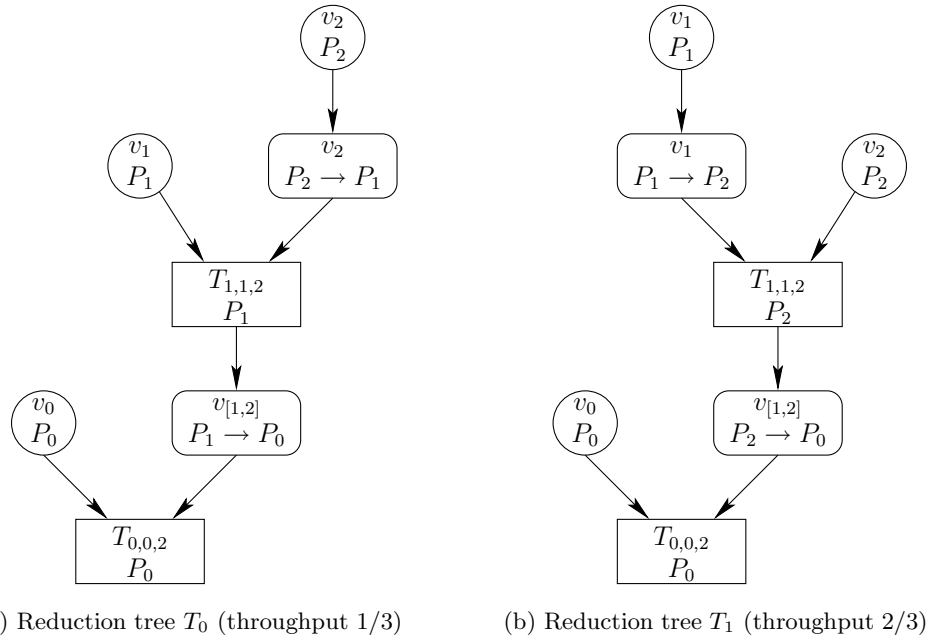 v₂
P₂
v₁
P₁
v₂
P₂ → P₁
T₁,₁,₂
P₁
v₀
P₀
v[₁,₂]
P₁ → P₀
T₀,₀,₂
P₀
) Reduction tree T₀ (throughput 1/3)
v₁
P₁
v₁
P₁ → P₂
v₂
P₂
T₁,₁,₂
P₂
v₀
P₀
v[₁,₂]
P₂ → P₀
T₀,₀,₂
P₀
(b) Reduction tree T₁ (throughput 2/3)